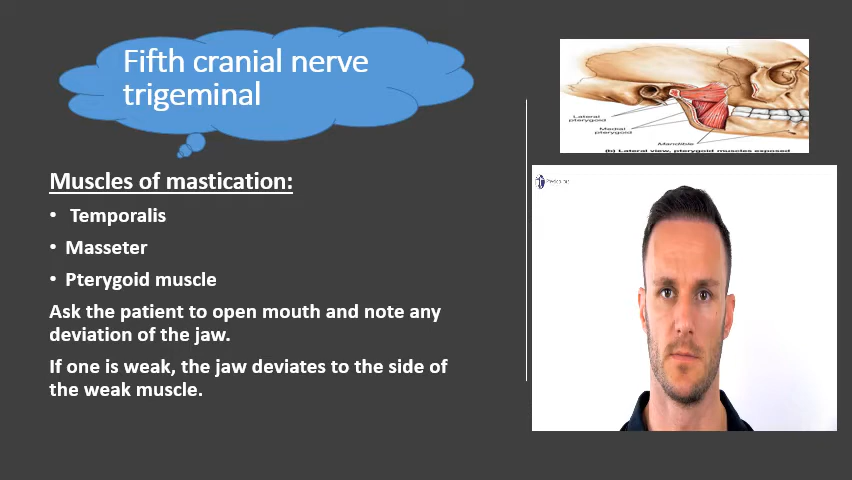 Fifth cranial nerve
trigeminal
Muscles of mastication:
• Temporalis
• Masseter
• Pterygoid muscle
Ask the patient to open mouth and note any
deviation of the jaw.
If one is weak, the jaw deviates to the side of
the weak muscle.
Lateral
pterygoid
Medial
pterygoid
Mandible
(b) Lateral view, pterygoid muscles exposed